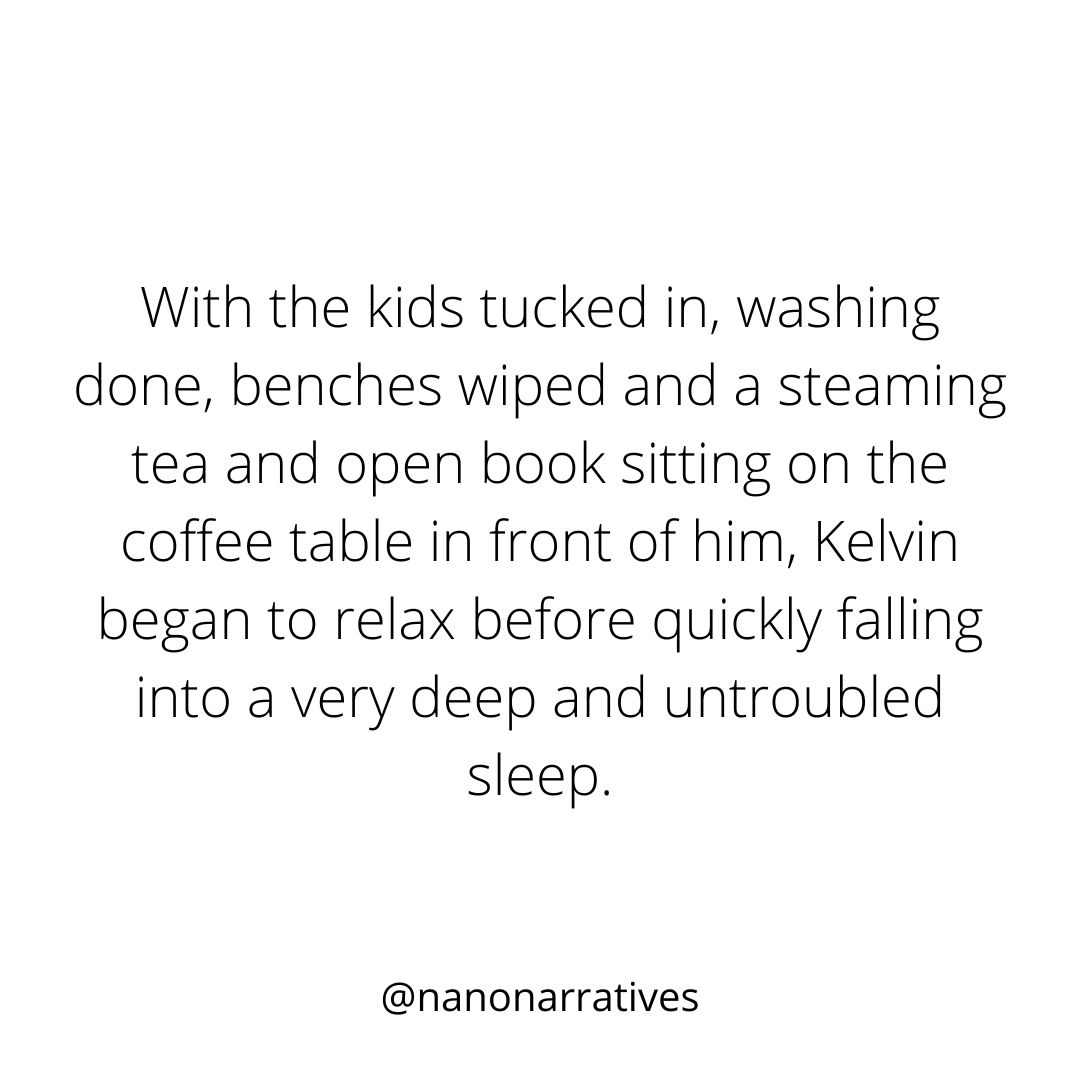 With the kids tucked in, washing
done, benches wiped and a steaming
tea and open book sitting on the
coffee table in front of him, Kelvin
began to relax before quickly falling
into a very deep and untroubled
sleep.
@nanonarratives